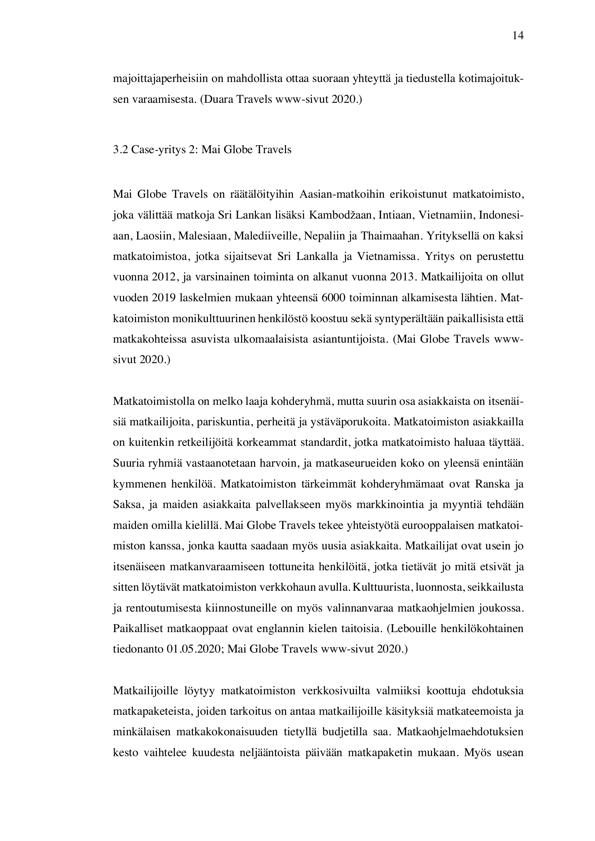 14
majoittajaperheisiin on mahdollista ottaa suoraan yhteyttä ja tiedustella kotimajoituk-
sen varaamisesta. (Duara Travels www-sivut 2020.)
3.2 Case-yritys 2: Mai Globe Travels
Mai Globe Travels on räätälöityihin Aasian-matkoihin erikoistunut matkatoimisto,
joka välittää matkoja Sri Lankan lisäksi Kambodžaan, Intiaan, Vietnamiin, Indonesi-
aan, Laosiin, Malesiaan, Malediiveille, Nepaliin ja Thaimaahan. Yrityksellä on kaksi
matkatoimistoa, jotka sijaitsevat Sri Lankalla ja Vietnamissa. Yritys on perustettu
vuonna 2012, ja varsinainen toiminta on alkanut vuonna 2013. Matkailijoita on ollut
vuoden 2019 laskelmien mukaan yhteensä 6000 toiminnan alkamisesta lähtien. Mat-
katoimiston monikulttuurinen henkilöstö koostuu sekä syntyperältään paikallisista että
matkakohteissa asuvista ulkomaalaisista asiantuntijoista. (Mai Globe Travels www-
sivut 2020.)
Matkatoimistolla on melko laaja kohderyhmä, mutta suurin osa asiakkaista on itsenäi-
siä matkailijoita, pariskuntia, perheitä ja ystäväporukoita. Matkatoimiston asiakkailla
on kuitenkin retkeilijöitä korkeammat standardit, jotka matkatoimisto haluaa täyttää.
Suuria ryhmiä vastaanotetaan harvoin, ja matkaseurueiden koko on yleensä enintään
kymmenen henkilöä. Matkatoimiston tärkeimmät kohderyhmämaat ovat Ranska ja
Saksa, ja maiden asiakkaita palvellakseen myös markkinointia ja myyntiä tehdään
maiden omilla kielillä. Mai Globe Travels tekee yhteistyötä eurooppalaisen matkatoi-
miston kanssa, jonka kautta saadaan myös uusia asiakkaita. Matkailijat ovat usein jo
itsenäiseen matkanvaraamiseen tottuneita henkilöitä, jotka tietävät jo mitä etsivät ja
sitten löytävät matkatoimiston verkkohaun avulla. Kulttuurista, luonnosta, seikkailusta
ja rentoutumisesta kiinnostuneille on myös valinnanvaraa matkaohjelmien joukossa.
Paikalliset matkaoppaat ovat englannin kielen taitoisia. (Lebouille henkilökohtainen
tiedonanto 01.05.2020; Mai Globe Travels www-sivut 2020.)
Matkailijoille löytyy matkatoimiston verkkosivuilta valmiiksi koottuja ehdotuksia
matkapaketeista, joiden tarkoitus on antaa matkailijoille käsityksiä matkateemoista ja
minkälaisen matkakokonaisuuden tietyllä budjetilla saa. Matkaohjelmaehdotuksien
kesto vaihtelee kuudesta neljääntoista päivään matkapaketin mukaan. Myös usean